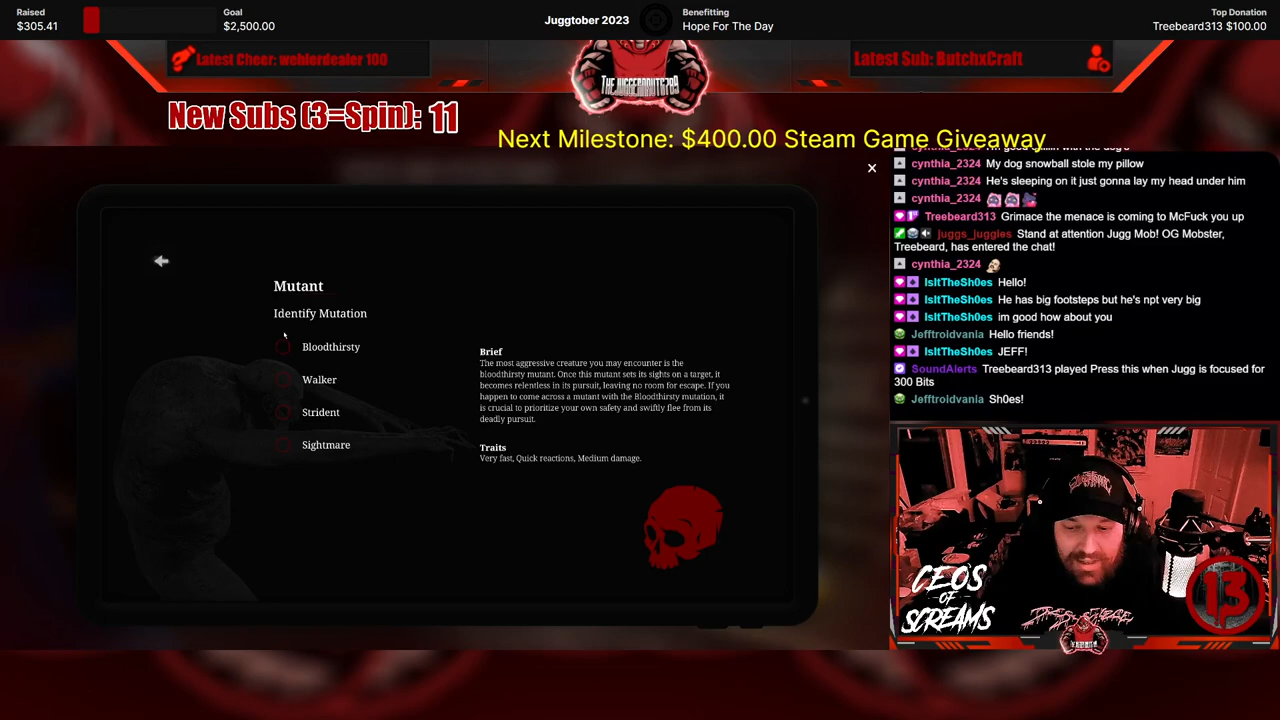 Raised
$305.41
Goal
$2,500.00
Juggtober 2023
Benefitting
Hope For The Day
Top Donation
Treebeard313 $100.00
Latest Cheer: wehlerdealer 100
THEJUGGERNAUT6789
Latest Sub: ButchxCraft
New Subs (3=Spin): 11
Next Milestone: $400.00 Steam Game Giveaway
Mutant
Identify Mutation
Bloodthirsty
Walker
Strident
Sightmare
Brief
The most aggressive creature you may encounter is the
bloodthirsty mutant. Once this mutant sets its sights on a target, it
becomes relentless in its pursuit, leaving no room for escape. If you
happen to come across a mutant with the Bloodthirsty mutation, it
is crucial to prioritize your own safety and swiftly flee from its
deadly pursuit.
Traits
Very fast, Quick reactions, Medium damage.
cynthia_2324 My dog snowball stole my pillow
cynthia_2324 He's sleeping on it just gonna lay my head under him
cynthia_2324
Treebeard313 Grimace the menace is coming to McFuck you up
juggs_juggles Stand at attention Jugg Mob! OG Mobster,
Treebeard, has entered the chat!
cynthia_2324
IsItTheSh0es Hello!
IsItTheSh0es He has big footsteps but he's npt very big
IsItTheSh0es im good how about you
Jefftroldvania Hello friends!
IsItTheSh0es JEFF!
SoundAlerts Treebeard313 played Press this when Jugg is focused for
300 Bits
Jefftroldvania Sh0es!
CEOS
OF
SCREAMS
13